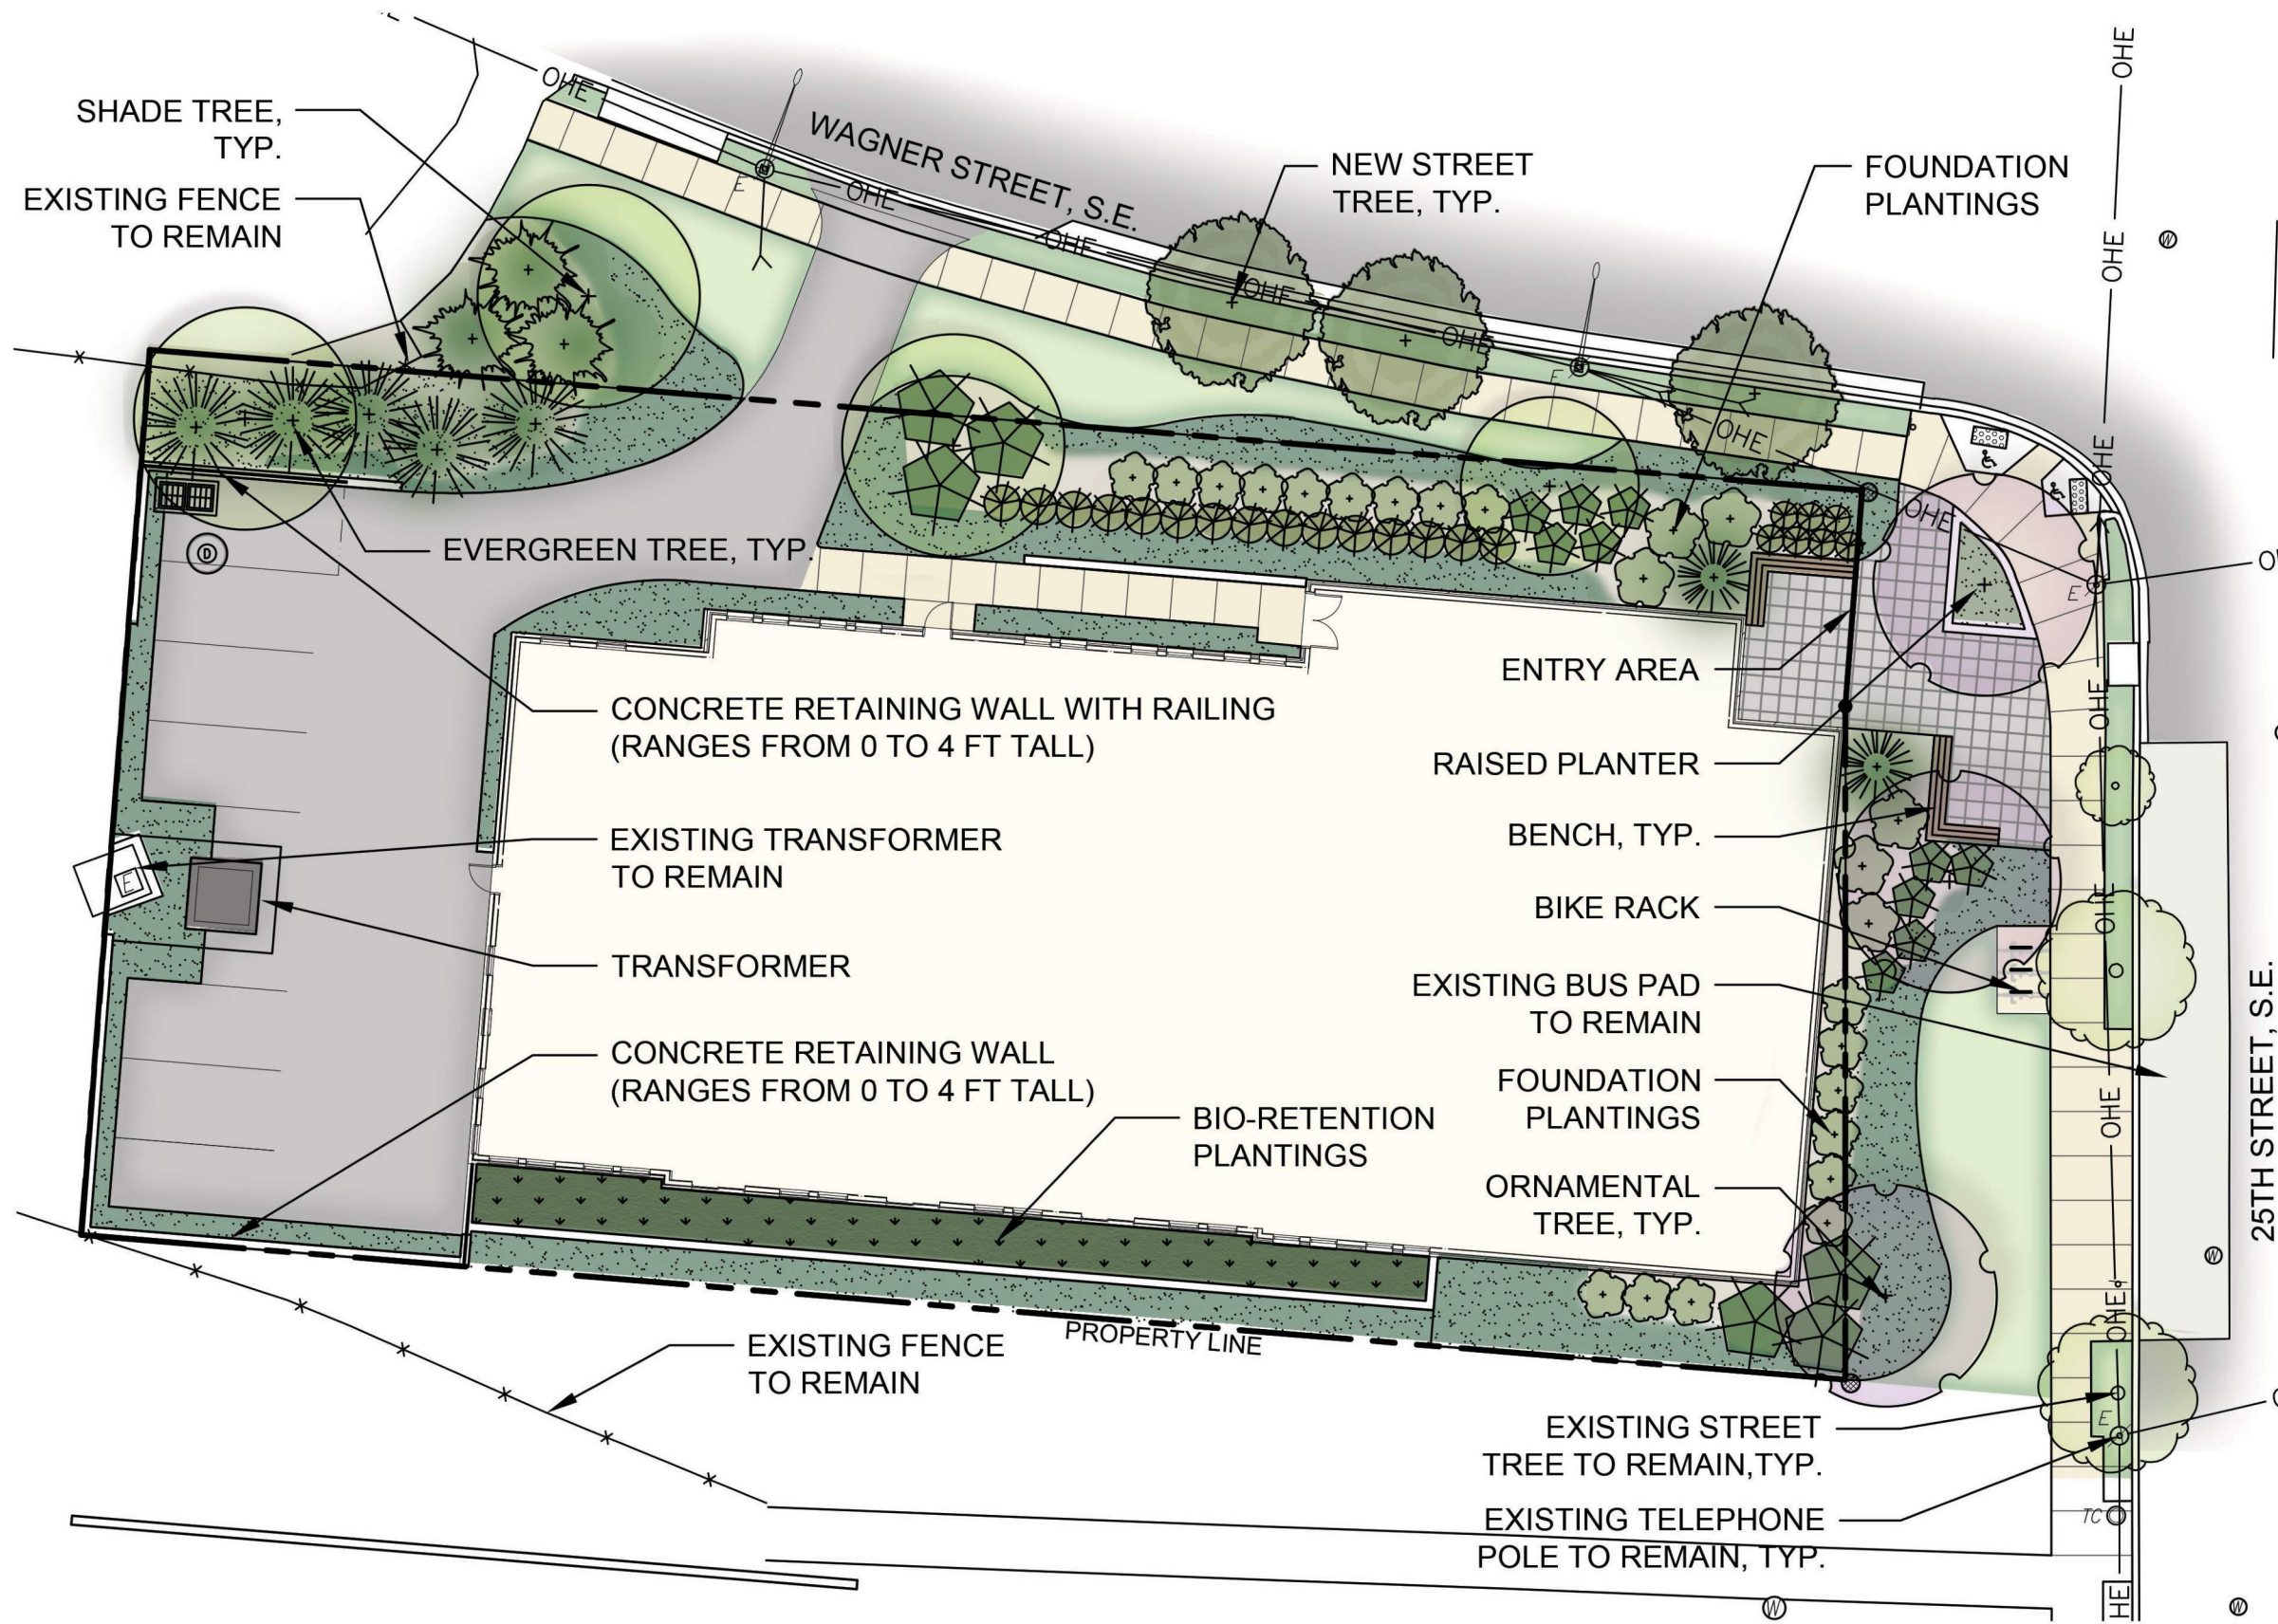 OHE
OHE
SHADE TREE,
TYP.
EXISTING FENCE
TO REMAIN
WAGNER STREET, S.E.
E
OHE
OHE
OHE
OHE
OHE
E
NEW STREET
TREE, TYP.
FOUNDATION
PLANTINGS
OHE
W
OHE
OHE
D
EVERGREEN TREE, TYP.
E
ENTRY AREA
CONCRETE RETAINING WALL WITH RAILING
(RANGES FROM 0 TO 4 FT TALL)
OHE
RAISED PLANTER
EXISTING TRANSFORMER
TO REMAIN
E
BENCH, TYP.
BIKE RACK
OHE
TRANSFORMER
EXISTING BUS PAD
TO REMAIN
25TH STREET, S.E.
CONCRETE RETAINING WALL
(RANGES FROM 0 TO 4 FT TALL)
FOUNDATION
PLANTINGS
OHE
BIO-RETENTION
PLANTINGS
ORNAMENTAL
TREE, TYP.
W
OHE
PROPERTY LINE
EXISTING FENCE
TO REMAIN
E
EXISTING STREET
TREE TO REMAIN,TYP.
EXISTING TELEPHONE
POLE TO REMAIN, TYP.
TC
HE
W
W